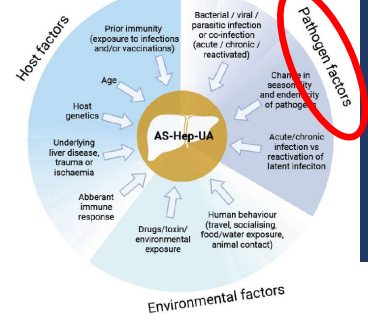 Host factors
Prior immunity
(exposure to infections
and/or vaccinations)
Age
Host
genetics
Underlying
liver disease,
trauma or
ischaemia
Abberant
immune
response
Bacterial / viral /
parasitic infection
or co-infection
(acute / chronic /
reactivated)
Pathogen factors
Change in
seasonality
and endemicity
of pathogens
Acute/chronic
infection vs
reactivation of
latent infeciton
AS-Hep-UA
Drugs/toxin/
environmental
exposure
Human behaviour
(travel, socialising,
food/water exposure,
animal contact)
Environmental factors